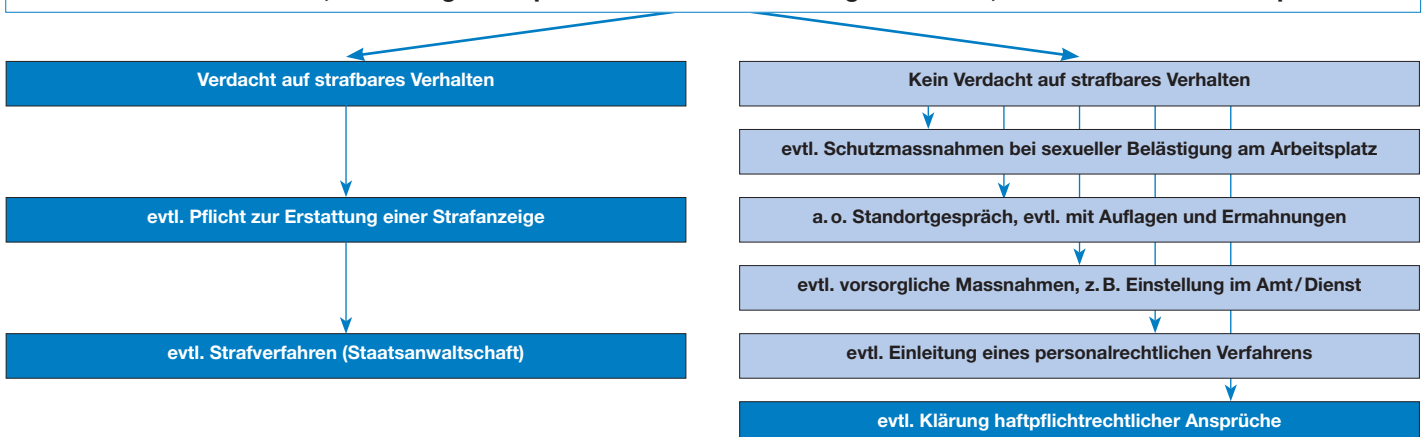 Verdacht auf strafbares Verhalten
Kein Verdacht auf strafbares Verhalten
evtl. Schutzmassnahmen bei sexueller Belästigung am Arbeitsplatz
evtl. Pflicht zur Erstattung einer Strafanzeige
a. o. Standortgespräch, evtl. mit Auflagen und Ermahnungen
evtl. vorsorgliche Massnahmen, z. B. Einstellung im Amt / Dienst
evtl. Strafverfahren (Staatsanwaltschaft)
evtl. Einleitung eines personalrechtlichen Verfahrens
evtl. Klärung haftpflichtrechtlicher Ansprüche